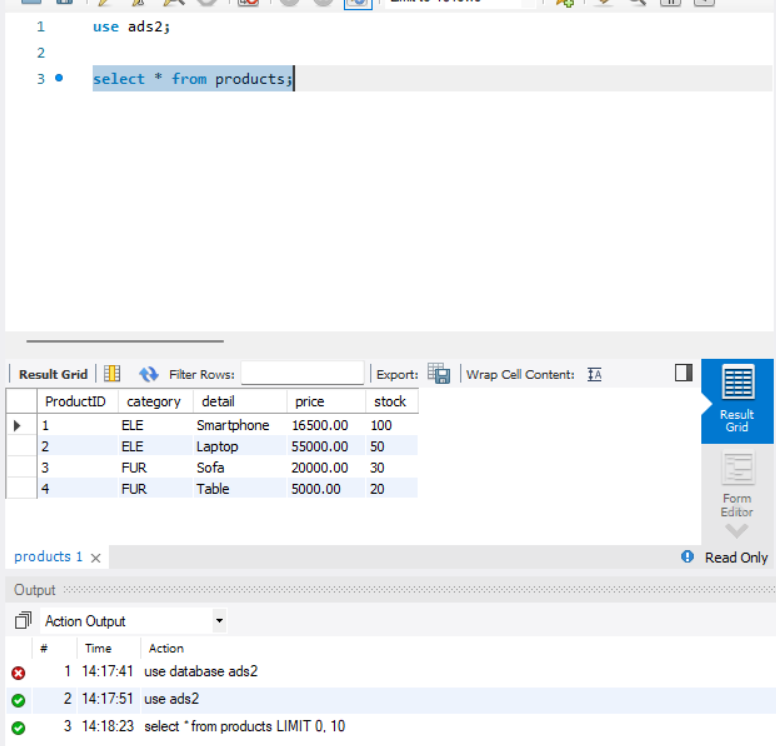 1 use ads2;
2
3 select * from products;
Result Grid Filter Rows: Export: Wrap Cell Content:
ProductID category detail price stock
1 ELE Smartphone 16500.00 100
2 ELE Laptop 55000.00 50
3 FUR Sofa 20000.00 30
4 FUR Table 5000.00 20
Result
Grid
Form
Editor
products 1 Read Only
Output
Action Output
# Time Action
1 14:17:41 use database ads2
2 14:17:51 use ads2
3 14:18:23 select * from products LIMIT 0, 10